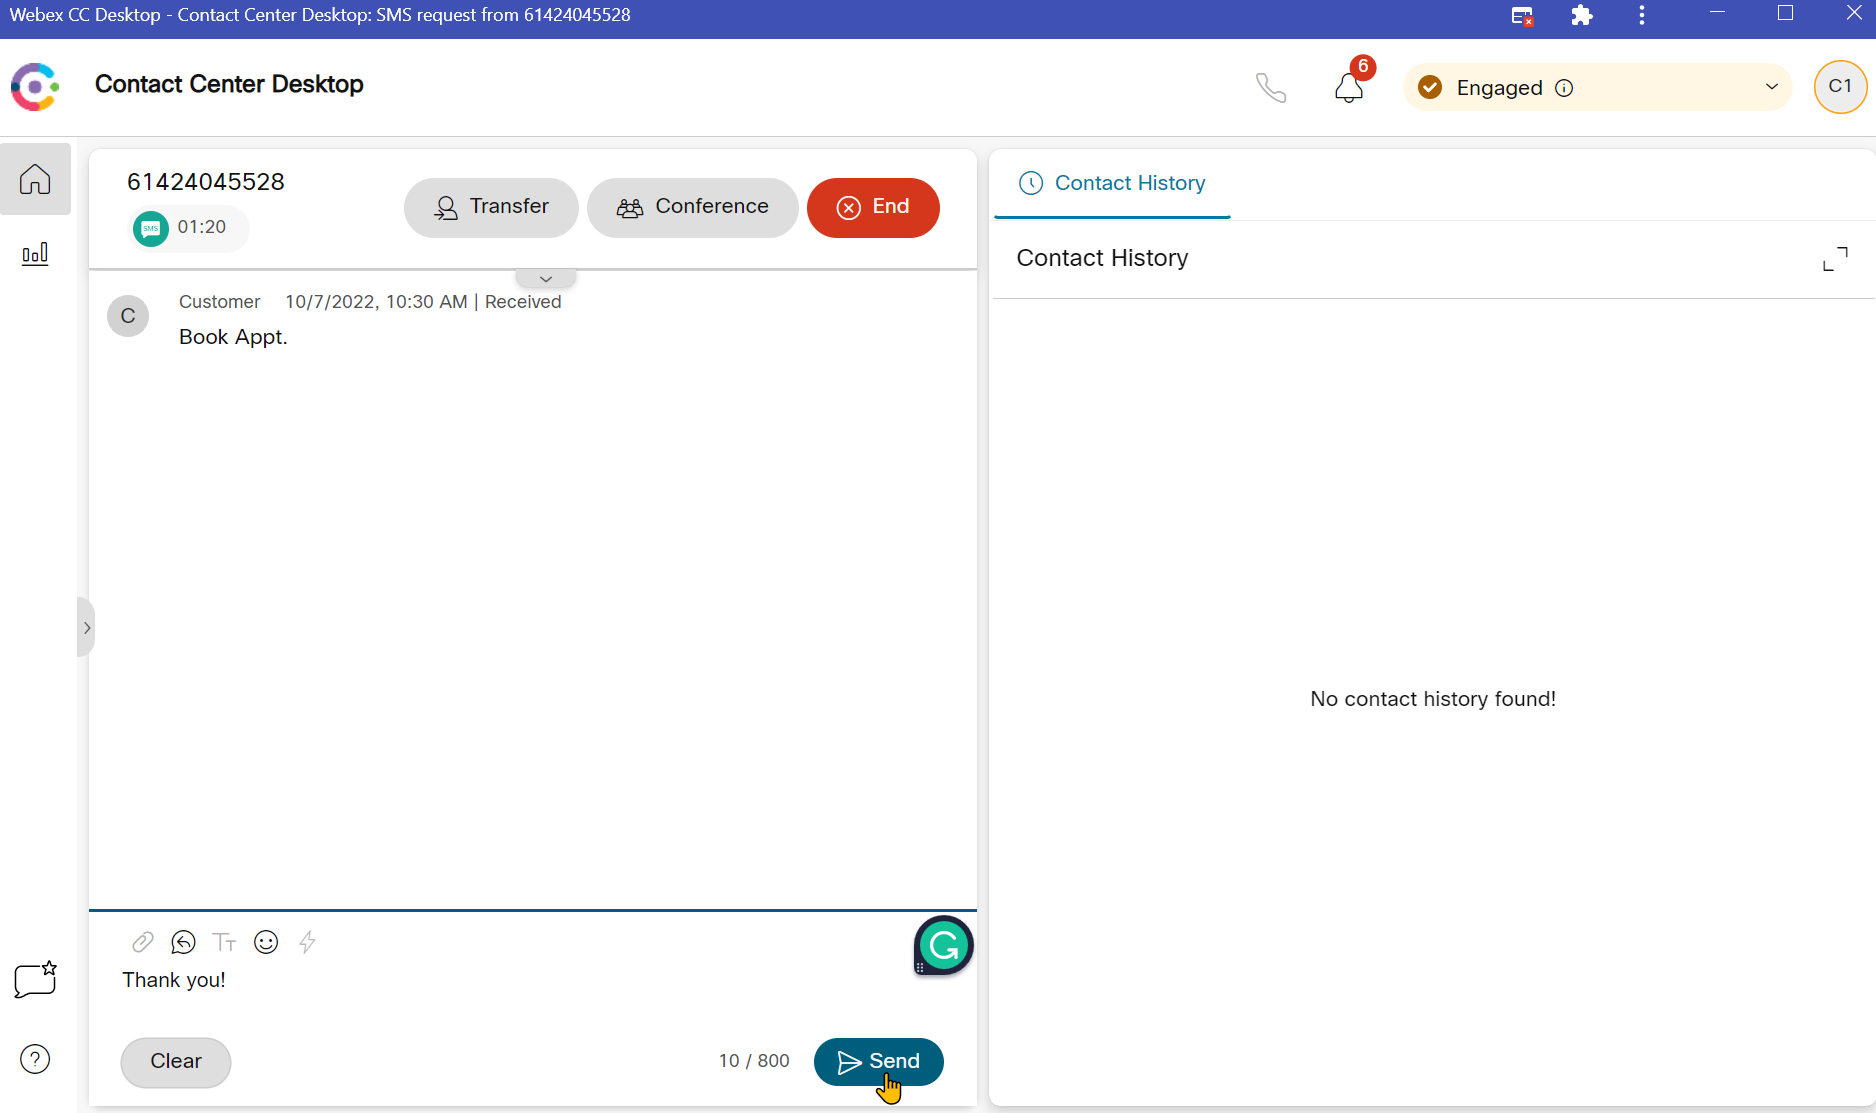 Webex CC Desktop - Contact Center Desktop: SMS request from 61424045528
Contact Center Desktop
6
Engaged
C1
61424045528
SMS 01:20
Transfer
Conference
End
Customer 10/7/2022, 10:30 AM | Received
C
Book Appt.
Tт
Thank you!
Clear
10 / 800
Send
Contact History
Contact History
No contact history found!